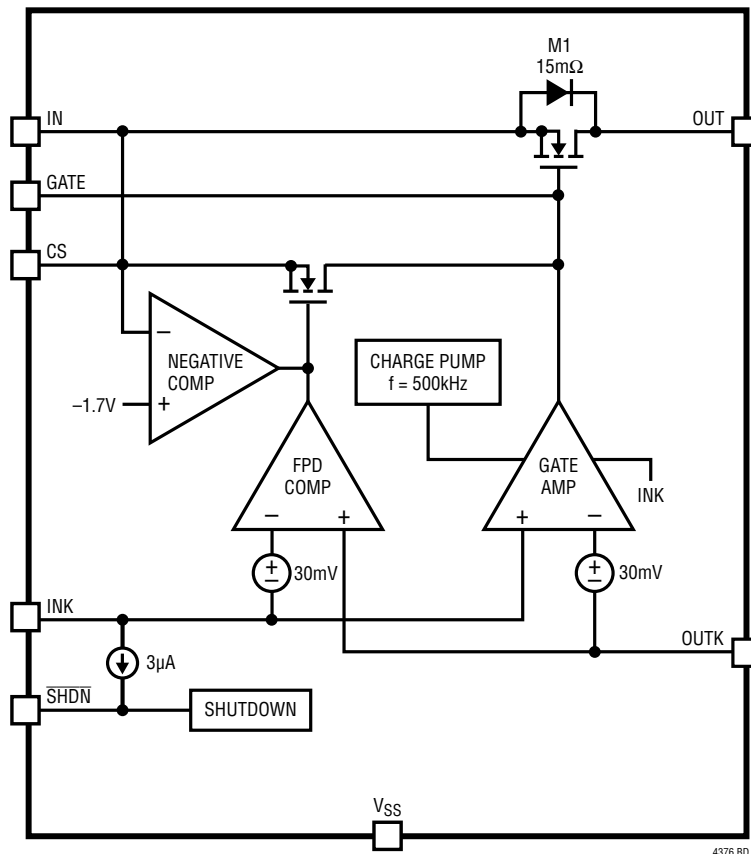 M1
15mΩ
IN
OUT
GATE
CS
−
NEGATIVE
COMP
−1.7V
+
CHARGE PUMP
f = 500kHz
FPD
COMP
− +
GATE
AMP
INK
+ −
+
−
30mV
+
−
30mV
INK
OUTK
3µA
SHDN
SHUTDOWN
VSS
4376 BD